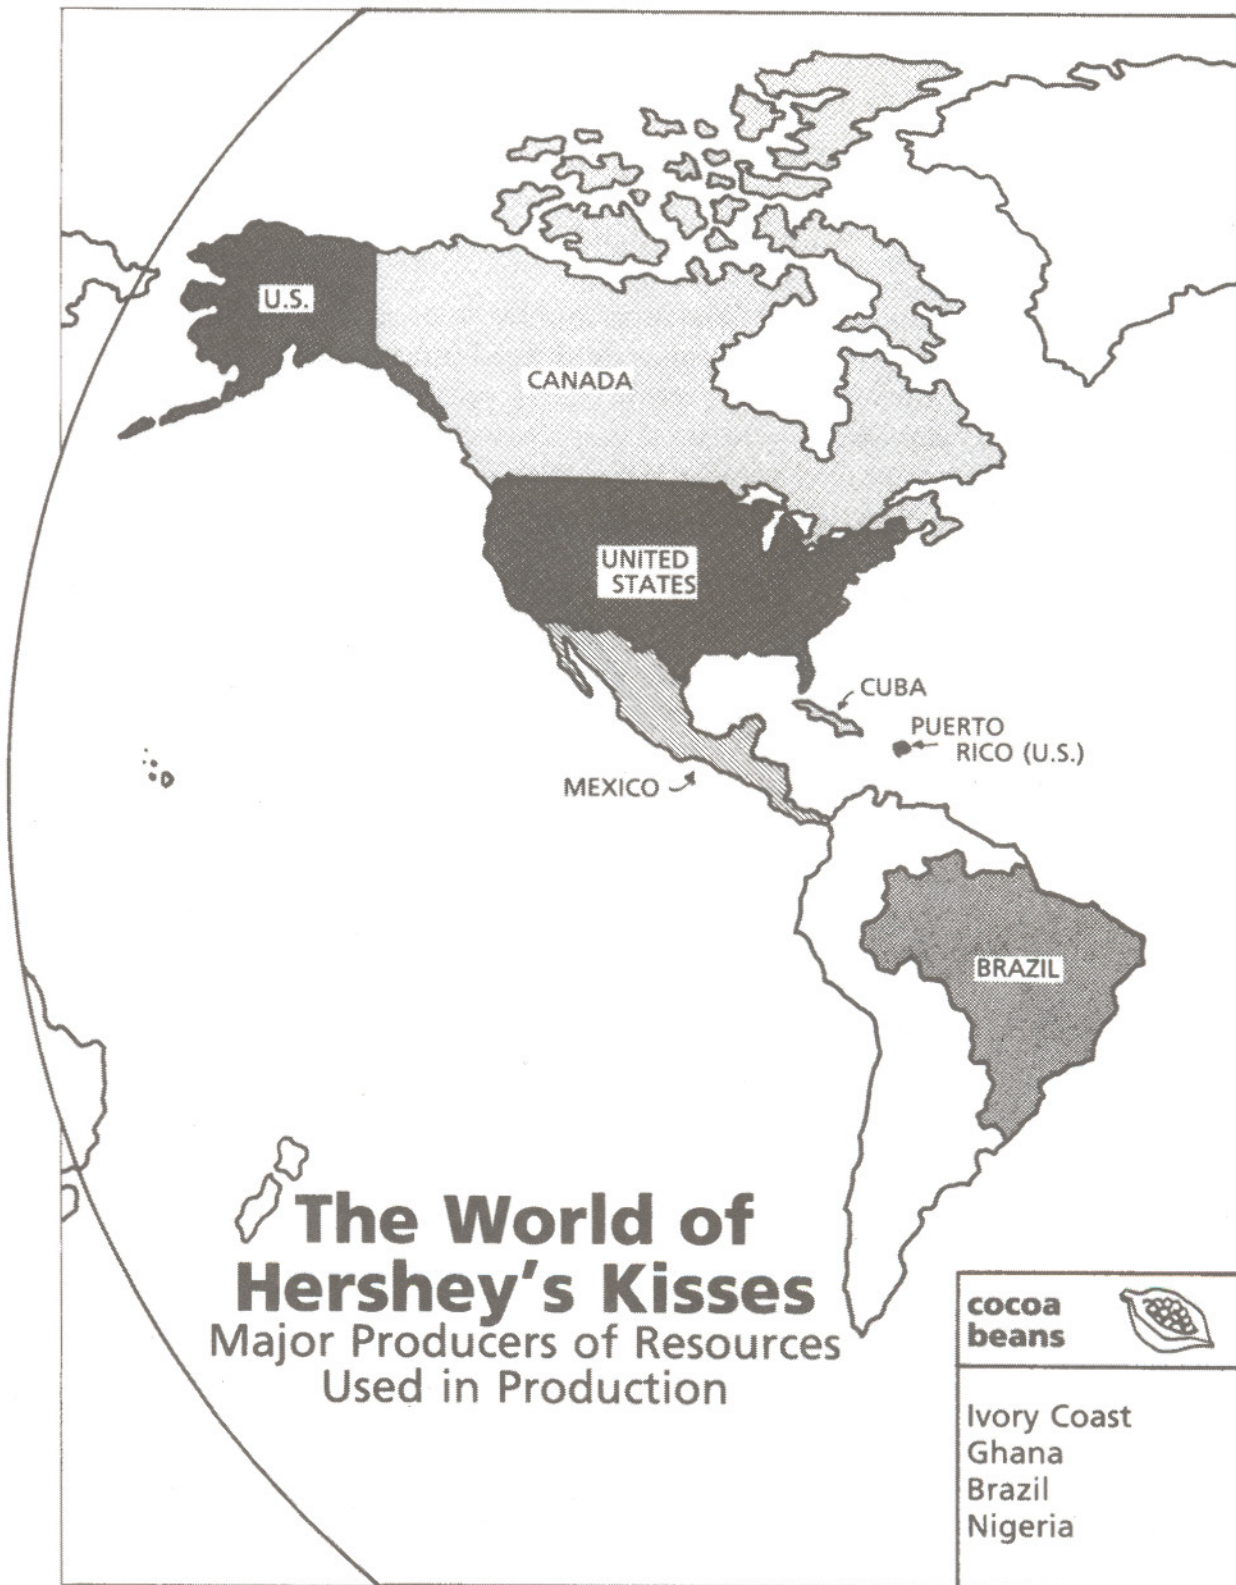 U.S.
CANADA
UNITED
STATES
CUBA
PUERTO
RICO (U.S.)
MEXICO
BRAZIL
The World of
Hershey's Kisses
Major Producers of Resources
Used in Production
cocoa
beans
Ivory Coast
Ghana
Brazil
Nigeria